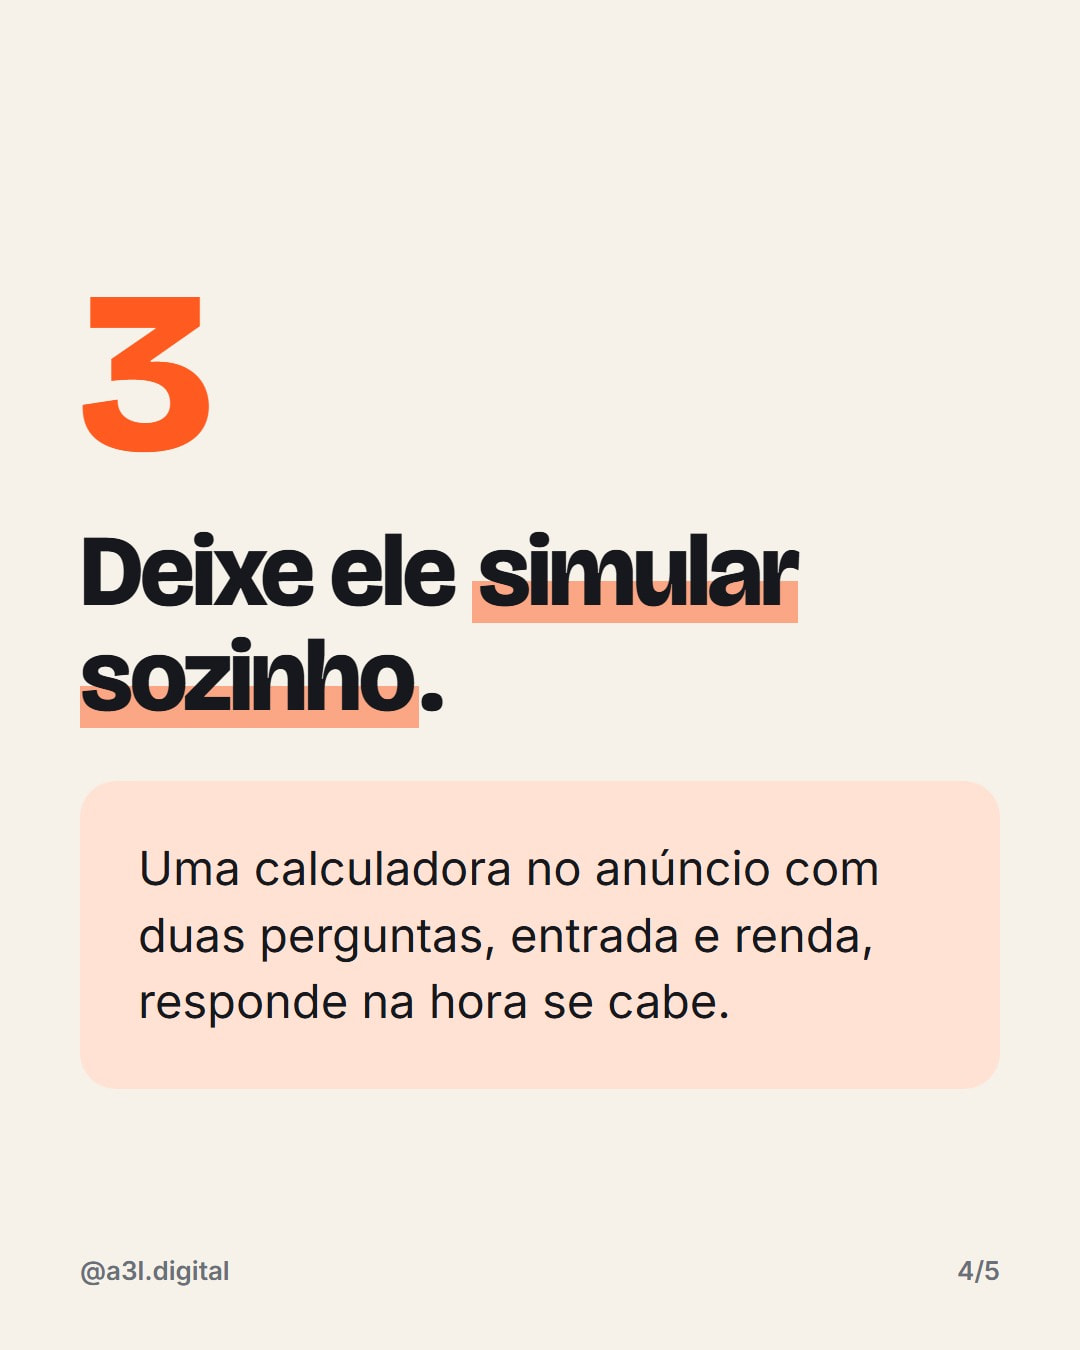 3
Deixe ele simular
sozinho.
Uma calculadora no anúncio com
duas perguntas, entrada e renda,
responde na hora se cabe.
@a3l.digital
4/5